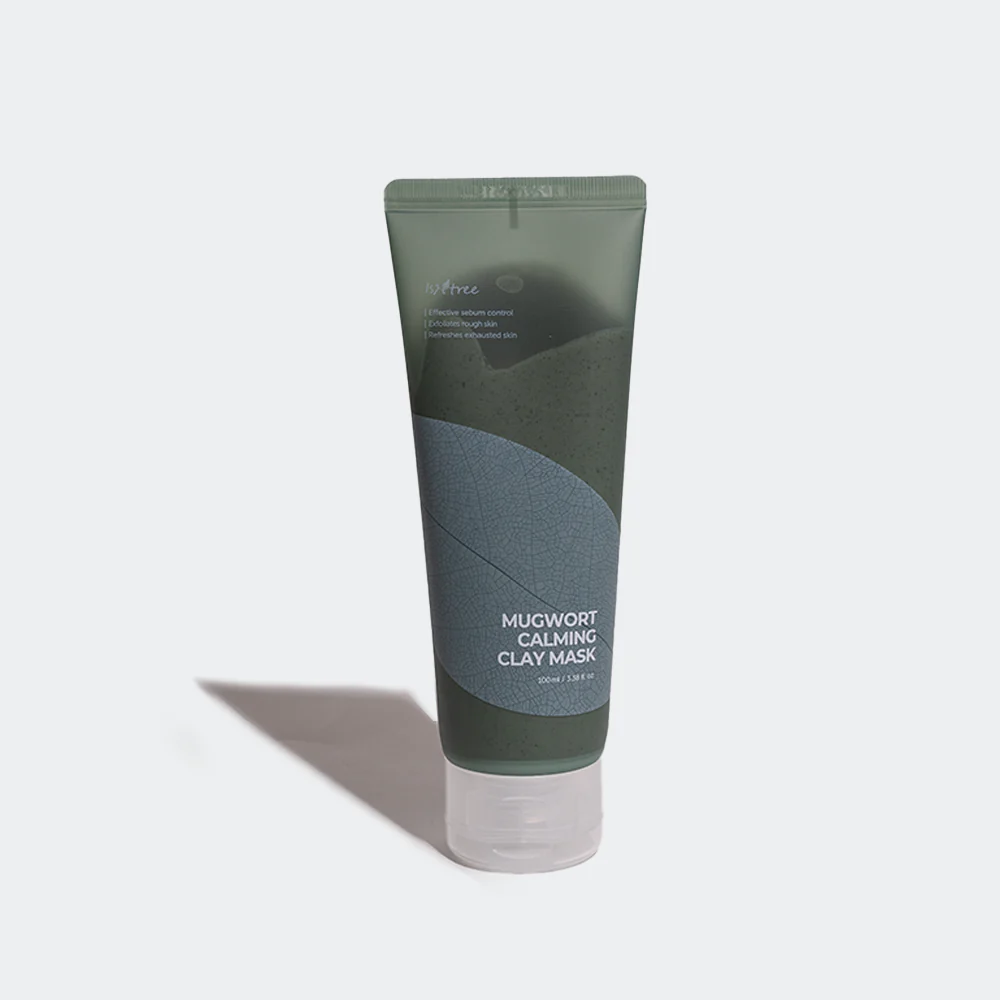 Isntree
Effective sebum control
Exfoliates rough skin
Refreshes exhausted skin
MUGWORT
CALMING
CLAY MASK
100ml / 3.38 fl oz